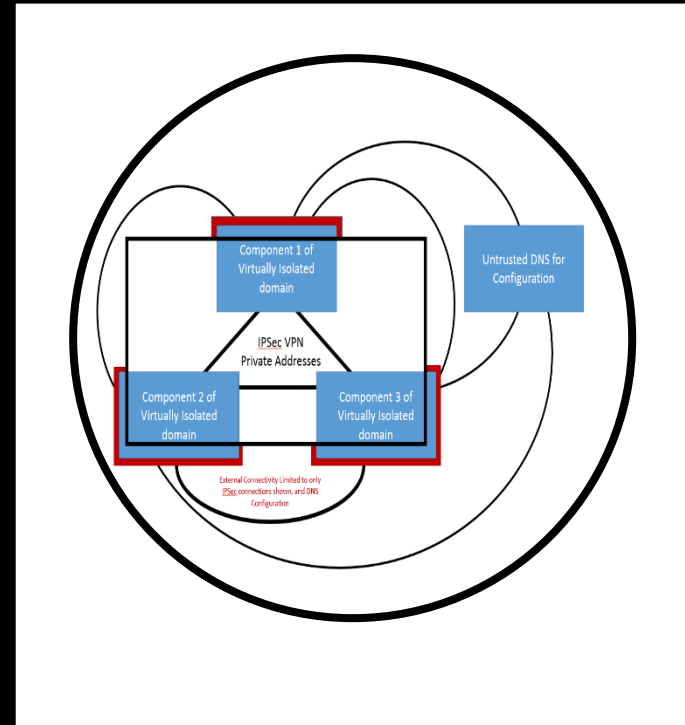 Component 1 of
Virtually Isolated
domain
Untrusted DNS for
Configuration
IPSec VPN
Private Addresses
Component 2 of
Virtually Isolated
domain
Component 3 of
Virtually Isolated
domain
External Connectivity Limited to only
IPSec connections shown, and DNS
Configuration